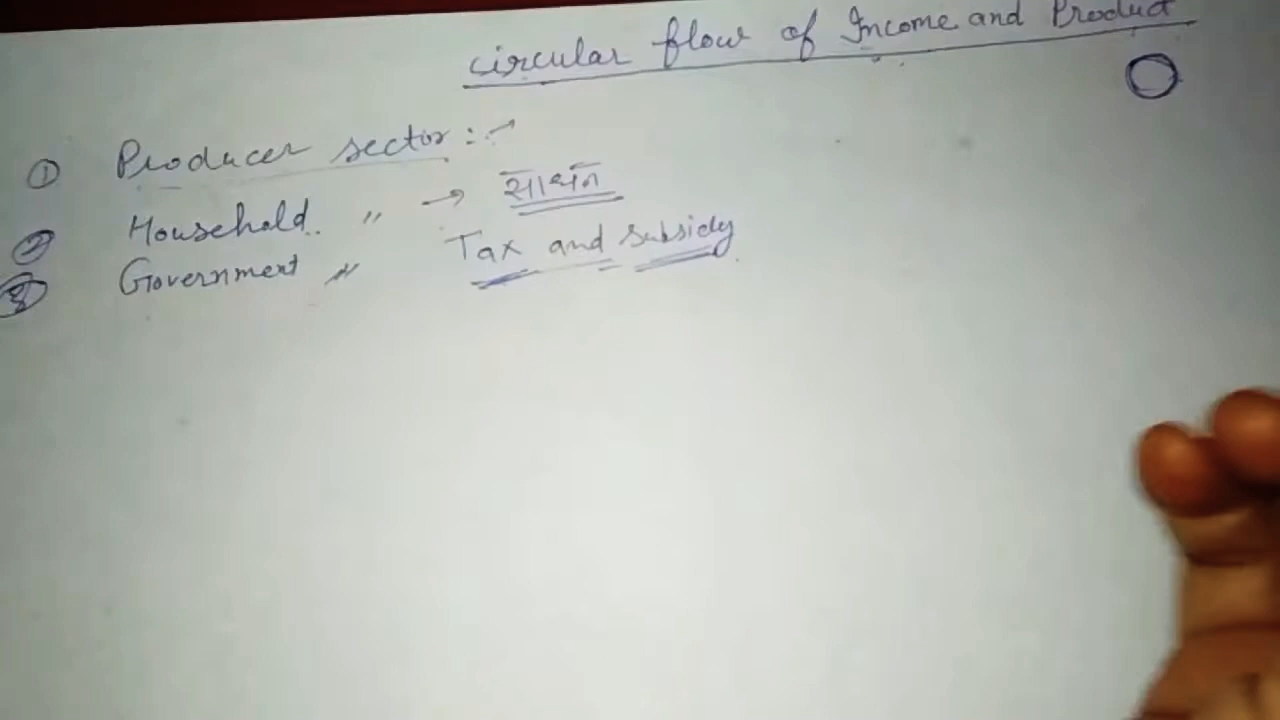 circular flow of Income and Product
① Producer sector :→
② Household " → साधन
③ Government " Tax and subsidy